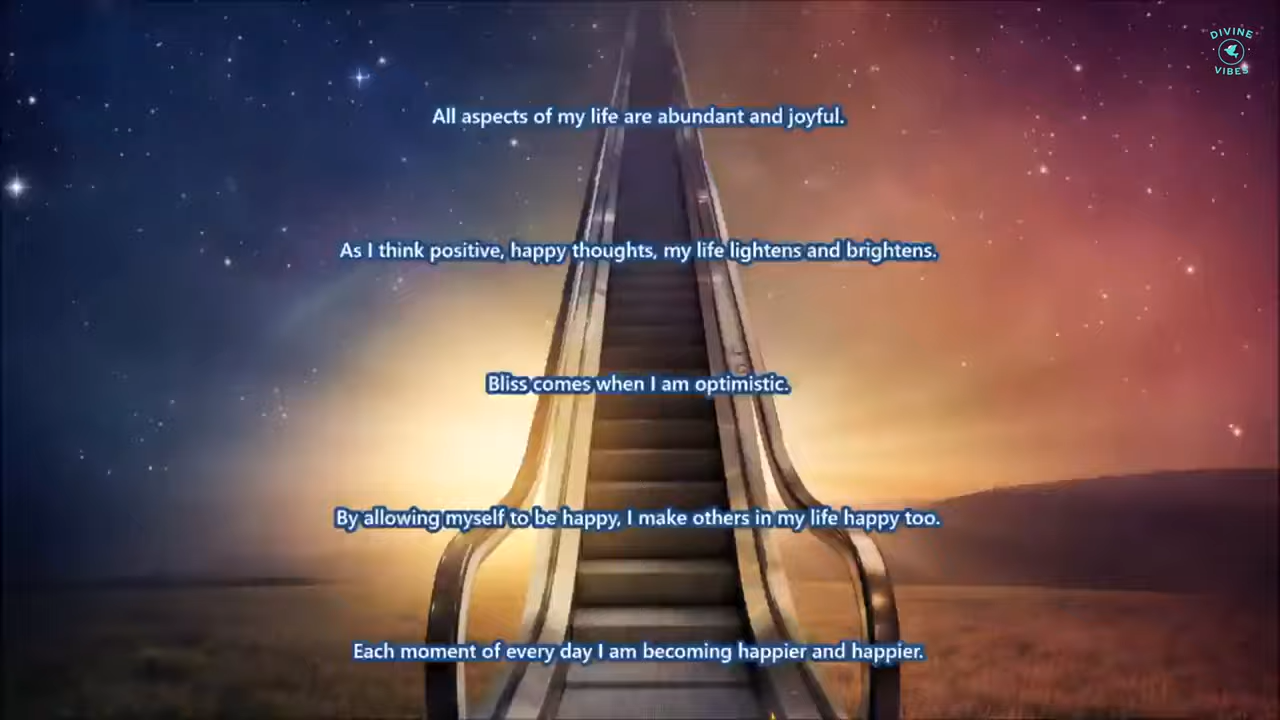 DIVINE
VIBES
All aspects of my life are abundant and joyful.
As I think positive, happy thoughts, my life lightens and brightens.
Bliss comes when I am optimistic.
By allowing myself to be happy, I make others in my life happy too.
Each moment of every day I am becoming happier and happier.